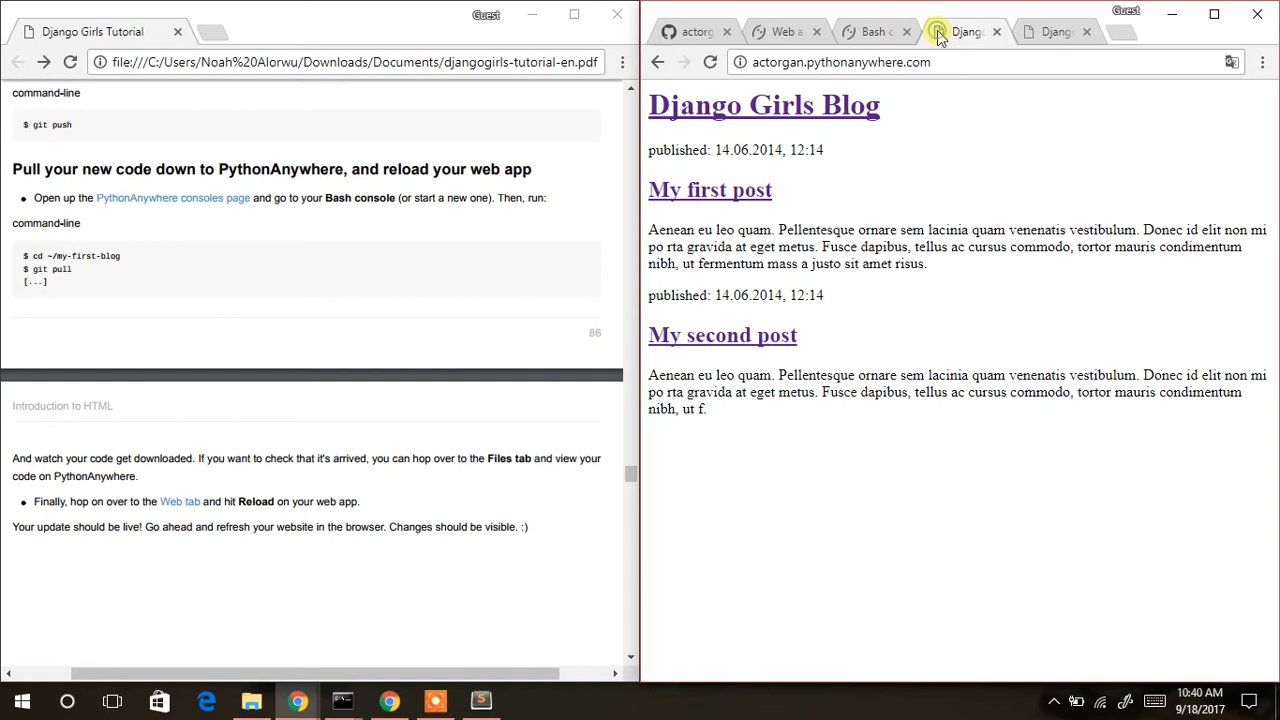 Guest
Django Girls Tutorial
file:///C:/Users/Noah%20Alorwu/Downloads/Documents/djangogirls-tutorial-en.pdf
command-line
$ git push
Pull your new code down to PythonAnywhere, and reload your web app
Open up the PythonAnywhere consoles page and go to your Bash console (or start a new one). Then, run:
command-line
$ cd ~/my-first-blog
$ git pull
[...]
86
Introduction to HTML
And watch your code get downloaded. If you want to check that it's arrived, you can hop over to the Files tab and view your
code on PythonAnywhere.
Finally, hop on over to the Web tab and hit Reload on your web app.
Your update should be live! Go ahead and refresh your website in the browser. Changes should be visible. :)
Guest
actorg Web a Bash c Djang Djang
actorgan.pythonanywhere.com
Django Girls Blog
published: 14.06.2014, 12:14
My first post
Aenean eu leo quam. Pellentesque ornare sem lacinia quam venenatis vestibulum. Donec id elit non mi
po rta gravida at eget metus. Fusce dapibus, tellus ac cursus commodo, tortor mauris condimentum
nibh, ut fermentum mass a justo sit amet risus.
published: 14.06.2014, 12:14
My second post
Aenean eu leo quam. Pellentesque ornare sem lacinia quam venenatis vestibulum. Donec id elit non mi
po rta gravida at eget metus. Fusce dapibus, tellus ac cursus commodo, tortor mauris condimentum
nibh, ut f.
10:40 AM
9/18/2017